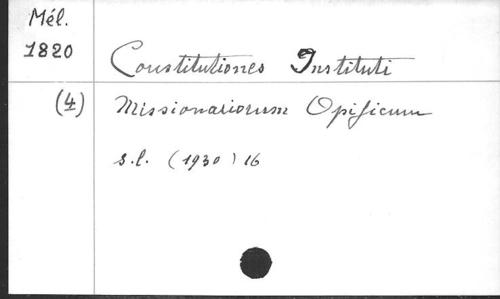 Mél.
1820
(4)
Constitutiones Instituti
Missionariorum Opificum
s.l. (1930) 16